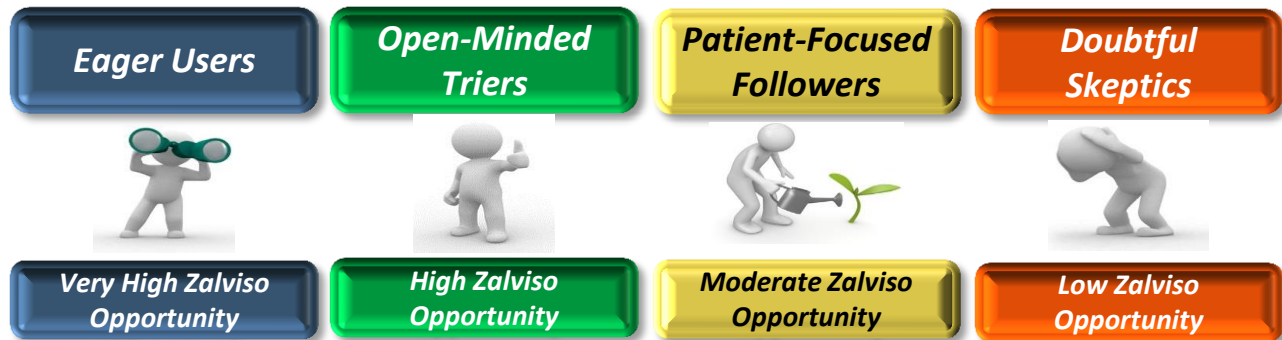 Eager Users
Open-Minded
Triers
Patient-Focused
Followers
Doubtful
Skeptics
Very High Zalviso
Opportunity
High Zalviso
Opportunity
Moderate Zalviso
Opportunity
Low Zalviso
Opportunity